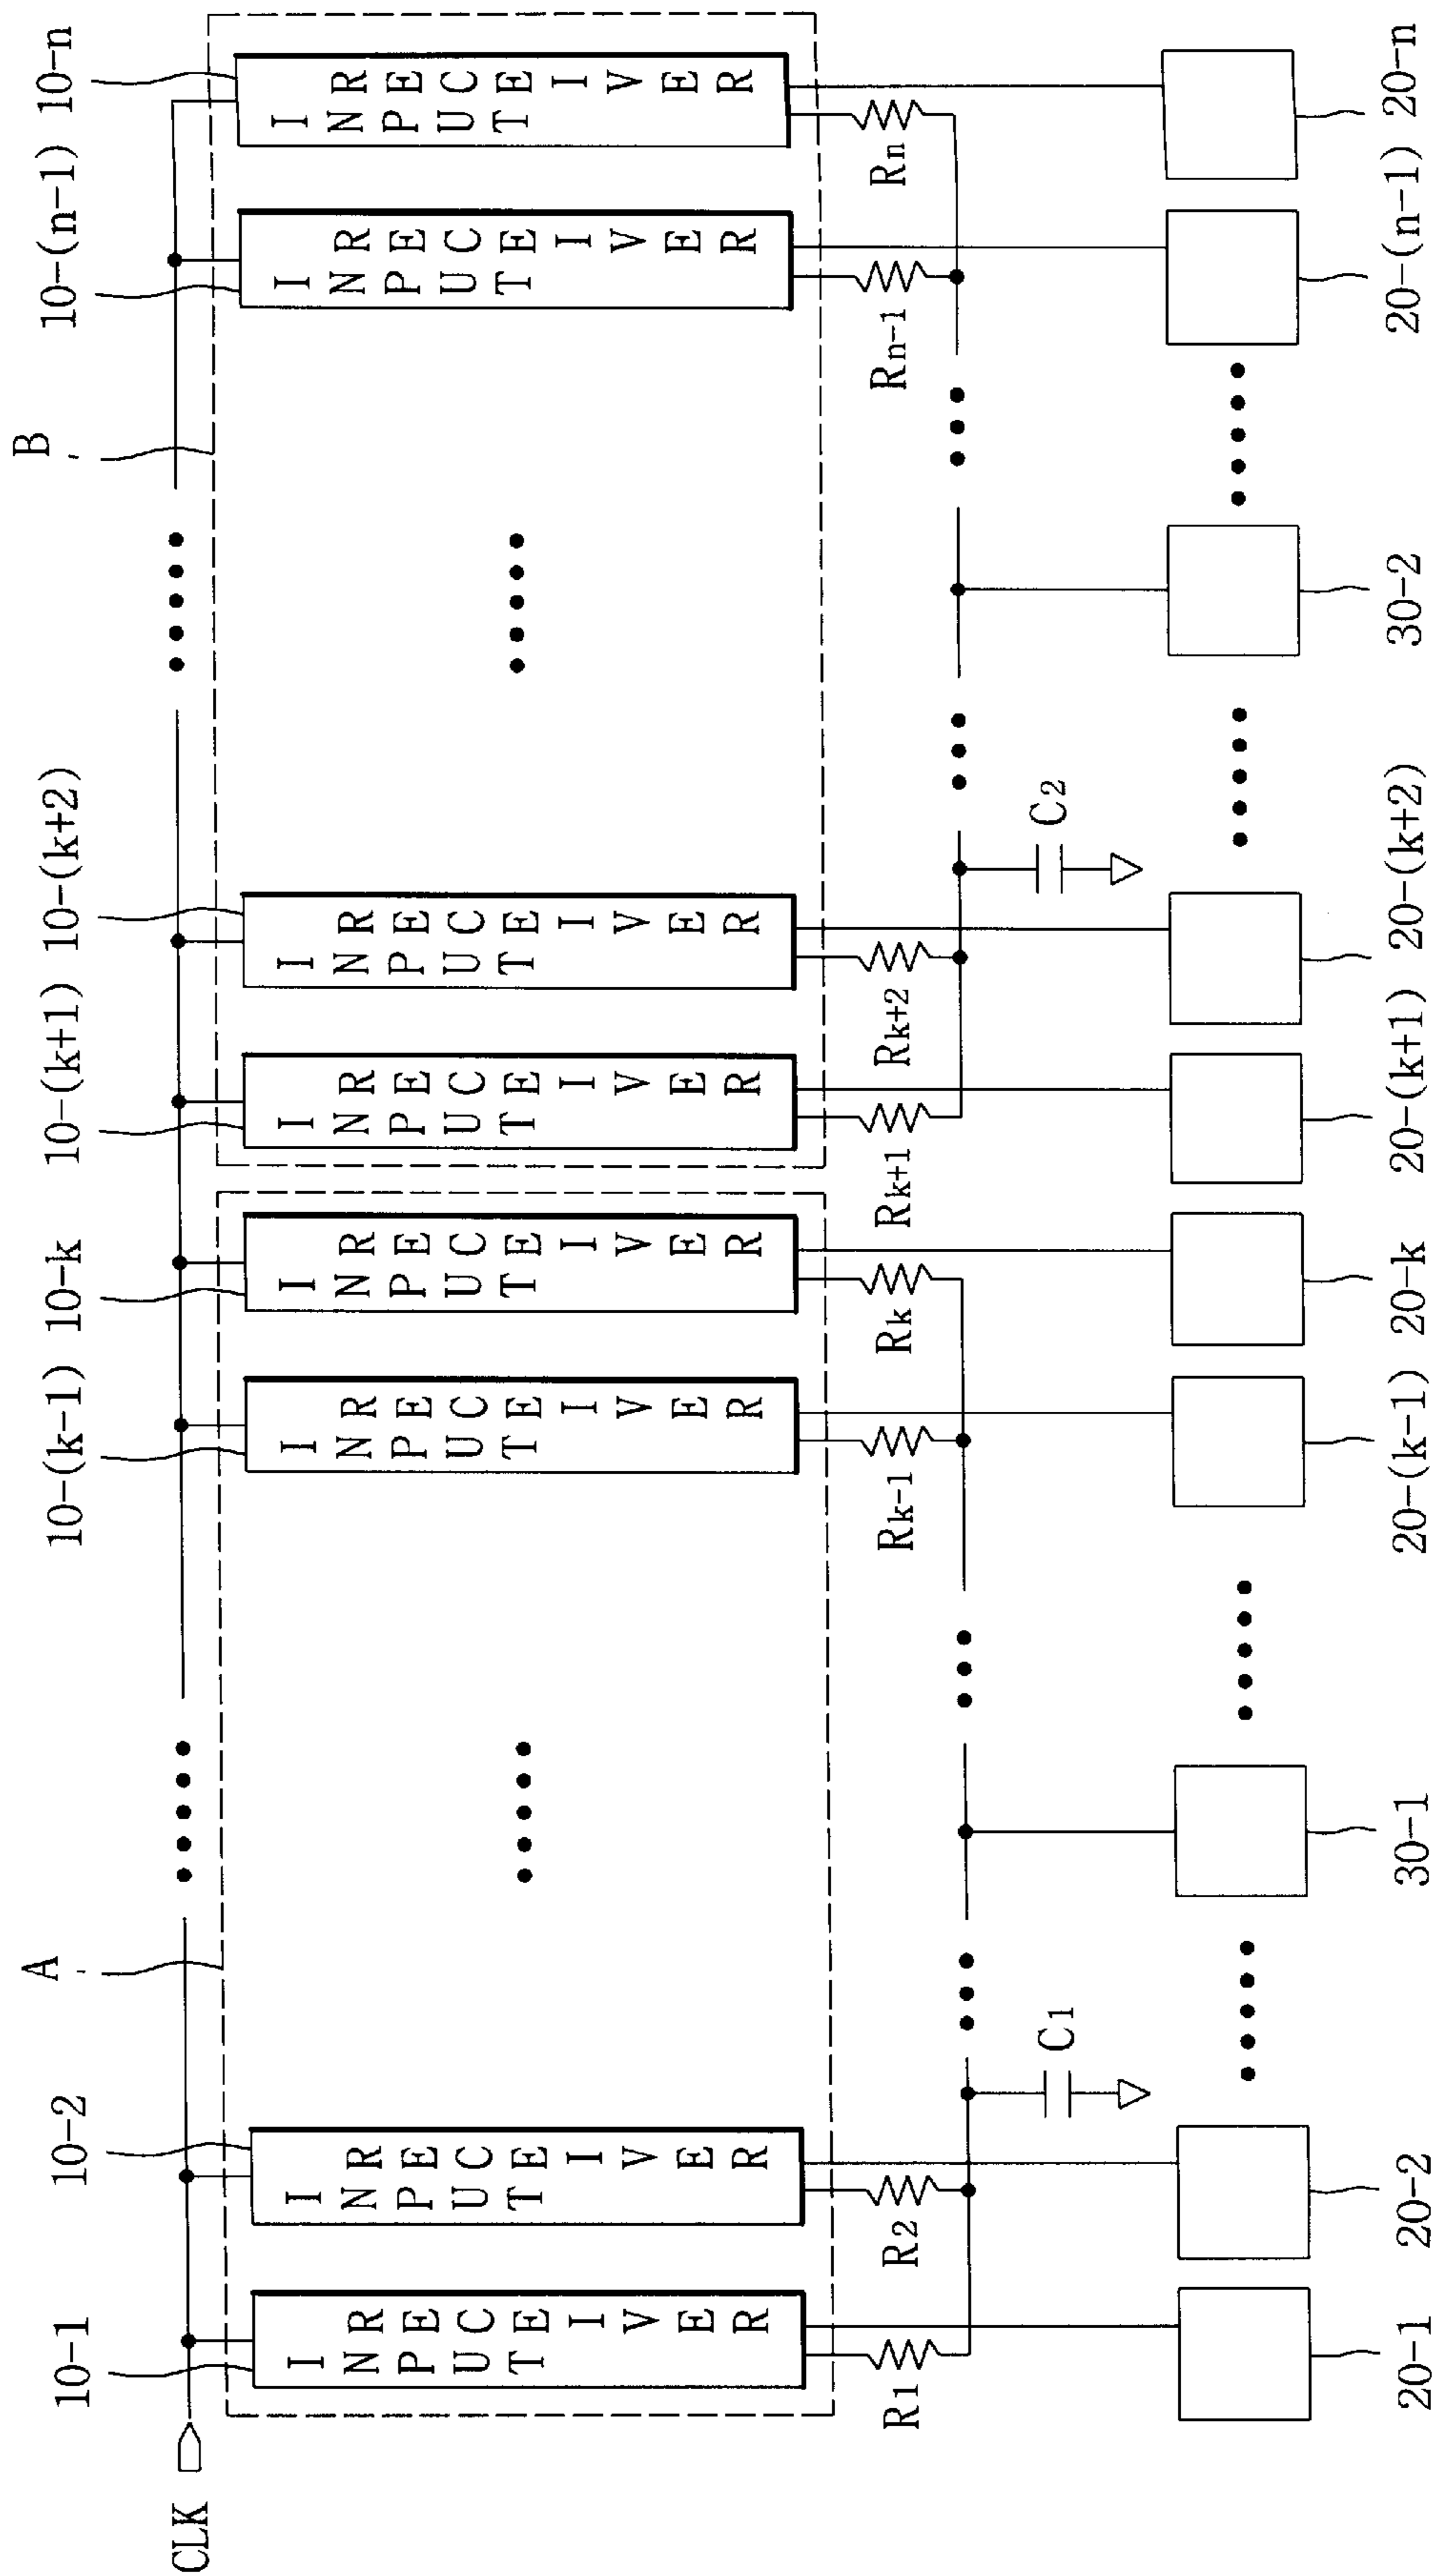 CLK
10-1
10-2
A
10-(k-1)
10-k
10-(k+1)
10-(k+2)
B
10-(n-1)
10-n
INPUT RECEIVER
INPUT RECEIVER
INPUT RECEIVER
INPUT RECEIVER
INPUT RECEIVER
INPUT RECEIVER
INPUT RECEIVER
INPUT RECEIVER
R1
R2
Rk-1
Rk
Rk+1
Rk+2
Rn-1
Rn
C1
C2
20-1
20-2
30-1
20-(k-1)
20-k
20-(k+1)
20-(k+2)
30-2
20-(n-1)
20-n